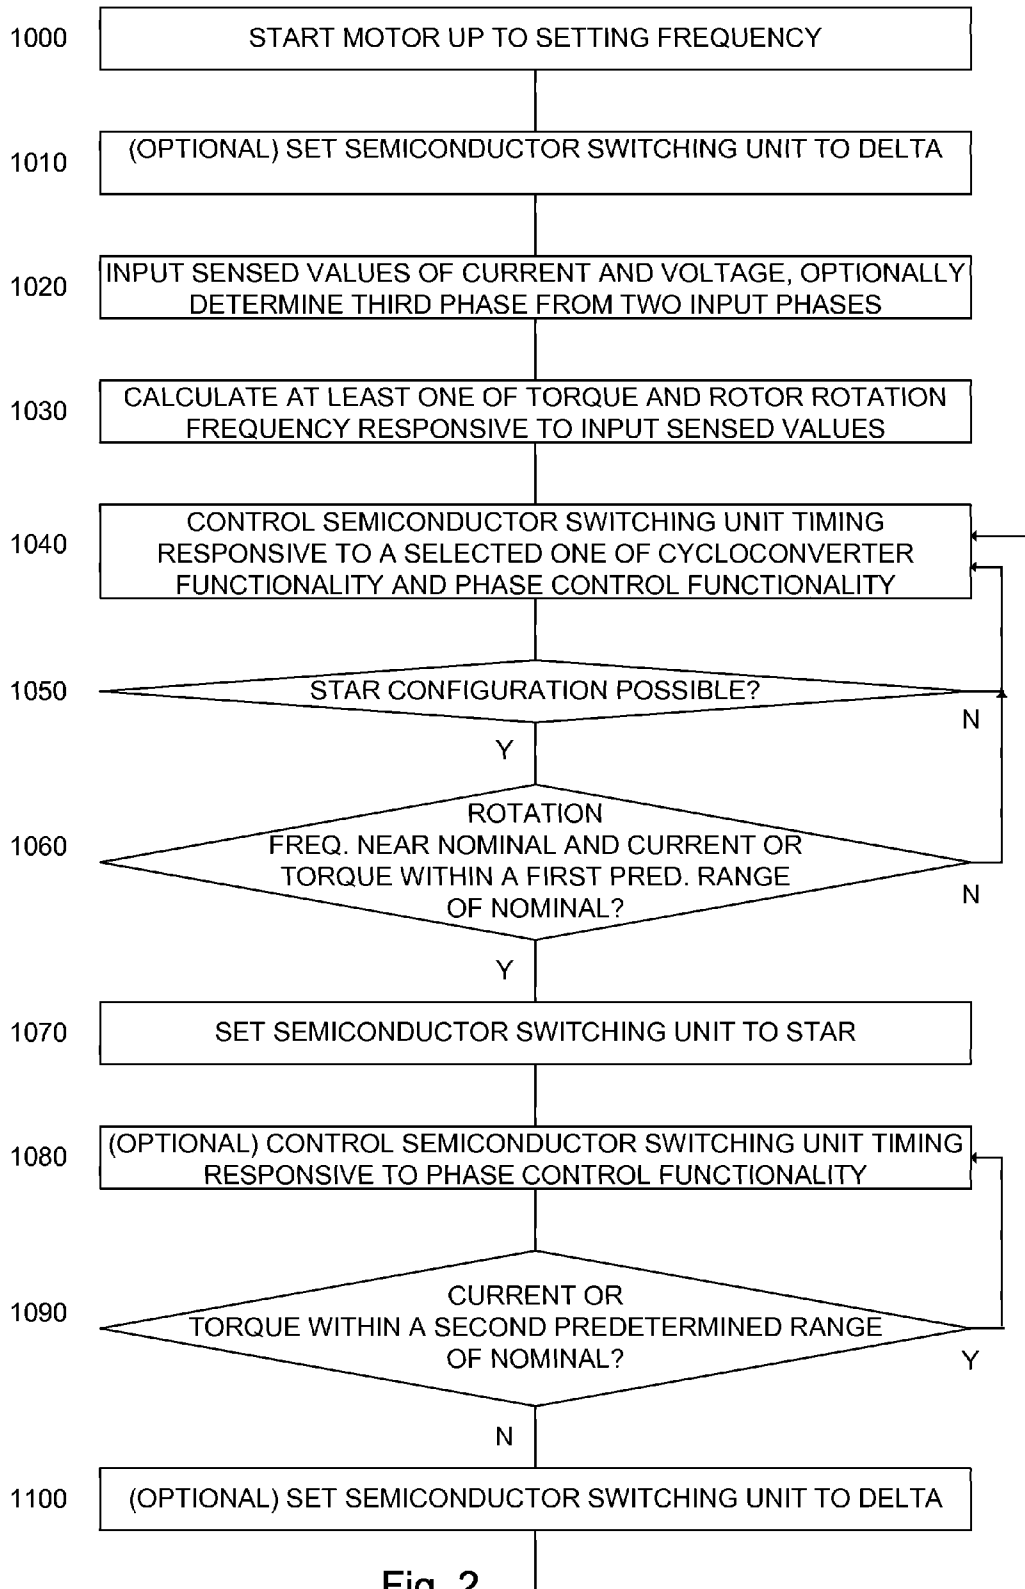 1000
START MOTOR UP TO SETTING FREQUENCY
1010
(OPTIONAL) SET SEMICONDUCTOR SWITCHING UNIT TO DELTA
1020
INPUT SENSED VALUES OF CURRENT AND VOLTAGE, OPTIONALLY
DETERMINE THIRD PHASE FROM TWO INPUT PHASES
1030
CALCULATE AT LEAST ONE OF TORQUE AND ROTOR ROTATION
FREQUENCY RESPONSIVE TO INPUT SENSED VALUES
1040
CONTROL SEMICONDUCTOR SWITCHING UNIT TIMING
RESPONSIVE TO A SELECTED ONE OF CYCLOCONVERTER
FUNCTIONALITY AND PHASE CONTROL FUNCTIONALITY
1050
STAR CONFIGURATION POSSIBLE?
N
Y
1060
ROTATION
FREQ. NEAR NOMINAL AND CURRENT OR
TORQUE WITHIN A FIRST PRED. RANGE
OF NOMINAL?
N
Y
1070
SET SEMICONDUCTOR SWITCHING UNIT TO STAR
1080
(OPTIONAL) CONTROL SEMICONDUCTOR SWITCHING UNIT TIMING
RESPONSIVE TO PHASE CONTROL FUNCTIONALITY
1090
CURRENT OR
TORQUE WITHIN A SECOND PREDETERMINED RANGE
OF NOMINAL?
Y
N
1100
(OPTIONAL) SET SEMICONDUCTOR SWITCHING UNIT TO DELTA
Fig. 2